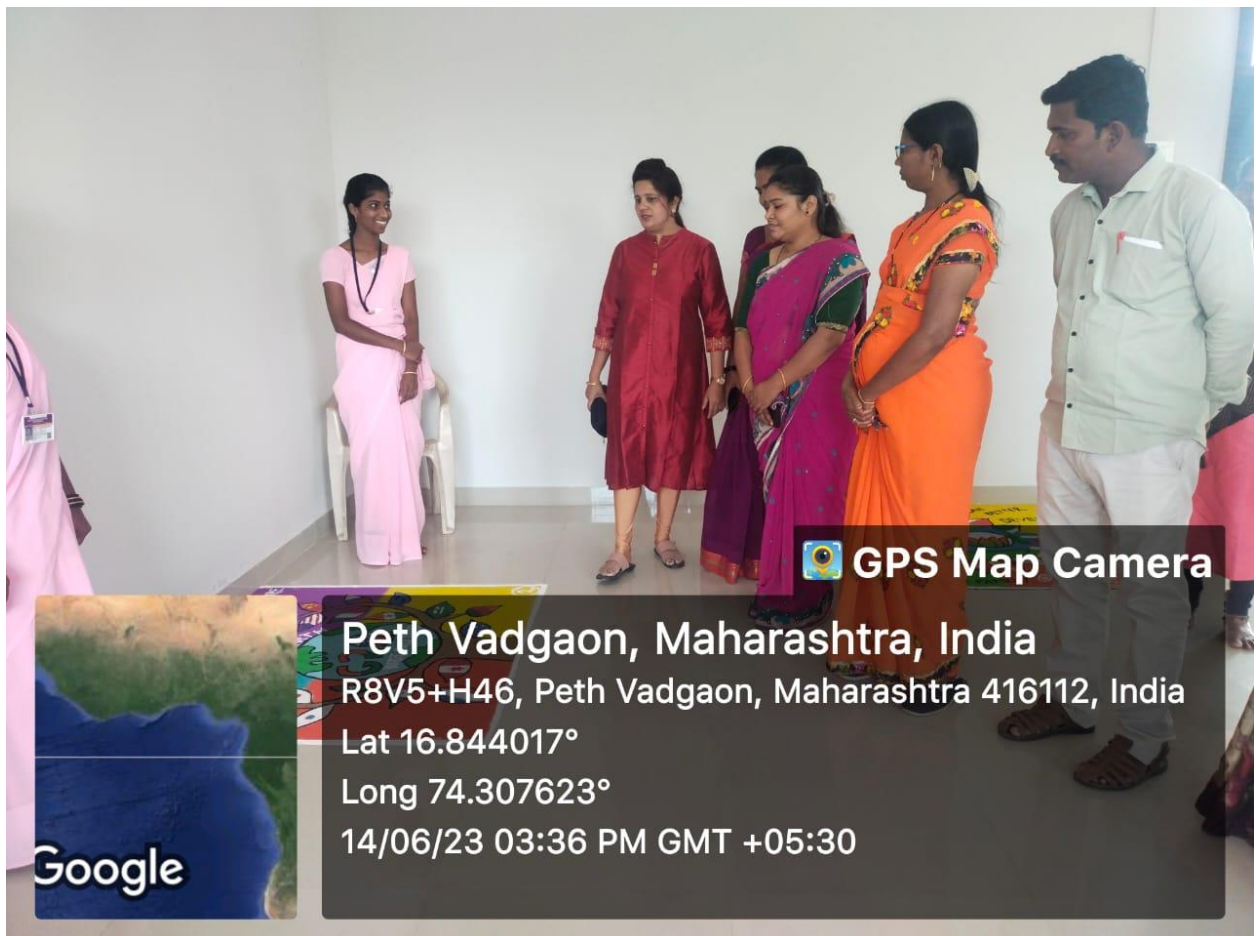 GPS Map Camera
Peth Vadgaon, Maharashtra, India
R8V5+H46, Peth Vadgaon, Maharashtra 416112, India
Lat 16.844017°
Long 74.307623°
14/06/23 03:36 PM GMT +05:30
Google